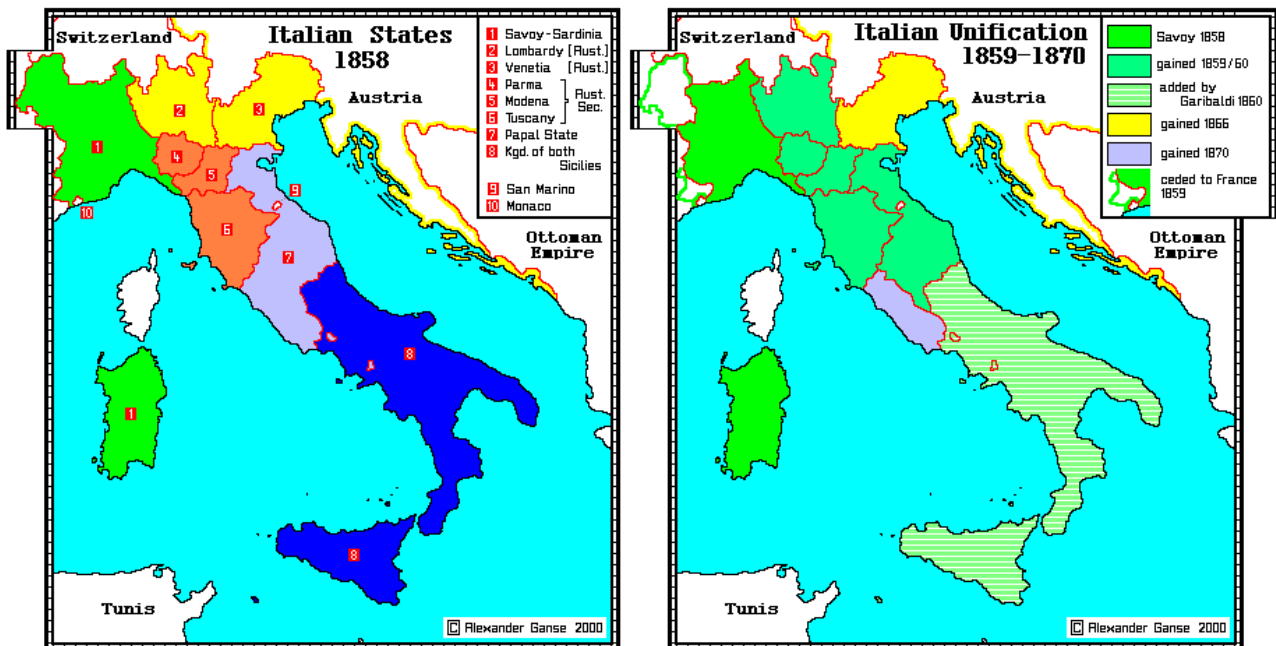 Switzerland
Italian States
1858
1 Savoy-Sardinia
2 Lombardy [Rust.]
3 Venetia [Rust.]
4 Parma
5 Modena
6 Tuscany
Rust.
Sec.
7 Papal State
8 Kgd. of both
Sicilies
9 San Marino
10 Monaco
Austria
2
3
1
4
5
9
10
6
7
Ottoman
Empire
8
1
8
Tunis
C Alexander Ganse 2000
Switzerland
Italian Unification
1859-1870
Savoy 1858
gained 1859/60
added by
Garibaldi 1860
gained 1866
gained 1870
ceded to France
1859
Austria
Ottoman
Empire
Tunis
C Alexander Ganse 2000